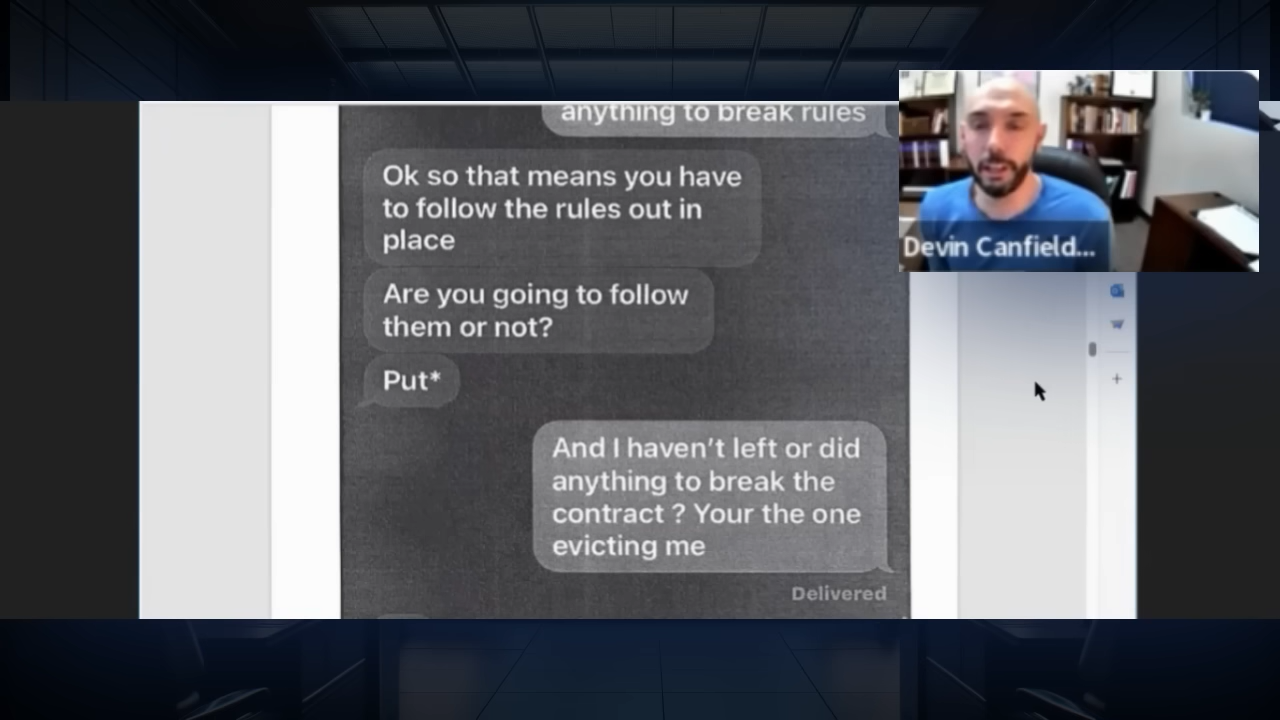 anything to break rules
Ok so that means you have
to follow the rules out in
place
Are you going to follow
them or not?
Put*
And I haven't left or did
anything to break the
contract ? Your the one
evicting me
Delivered
Devin Canfield...